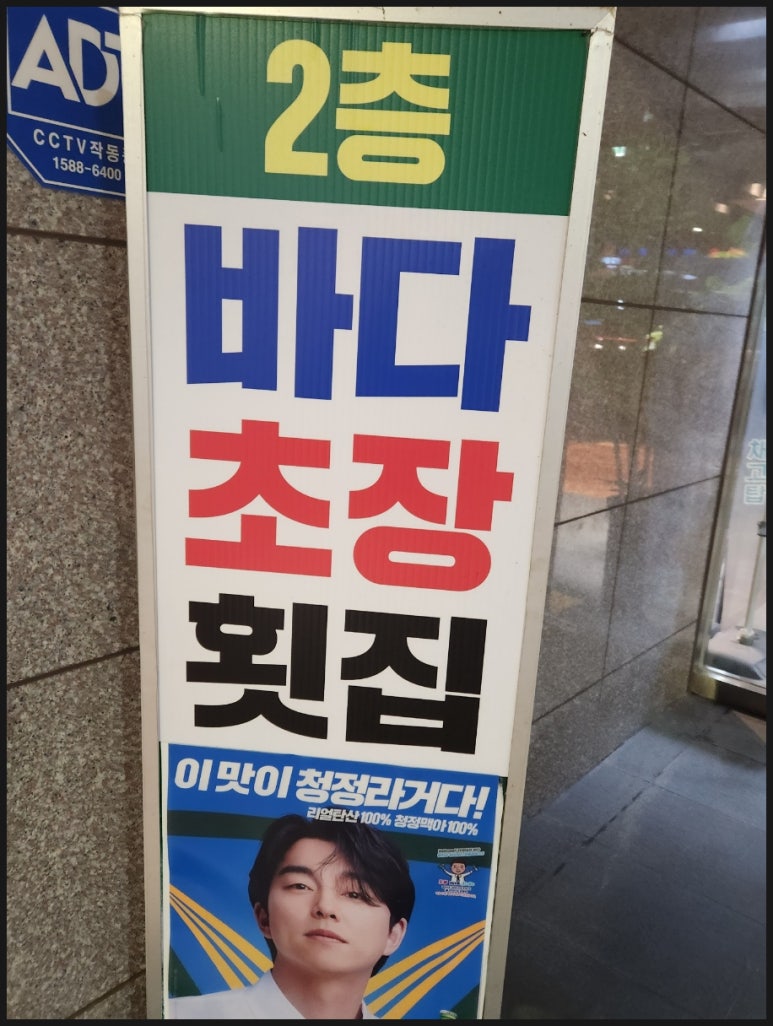 ADT
CCTV작동
1588-6400
2층
바다
초장
횟집
이 맛이 청정라거다!
리얼탄산 100% 청정맥아 100%